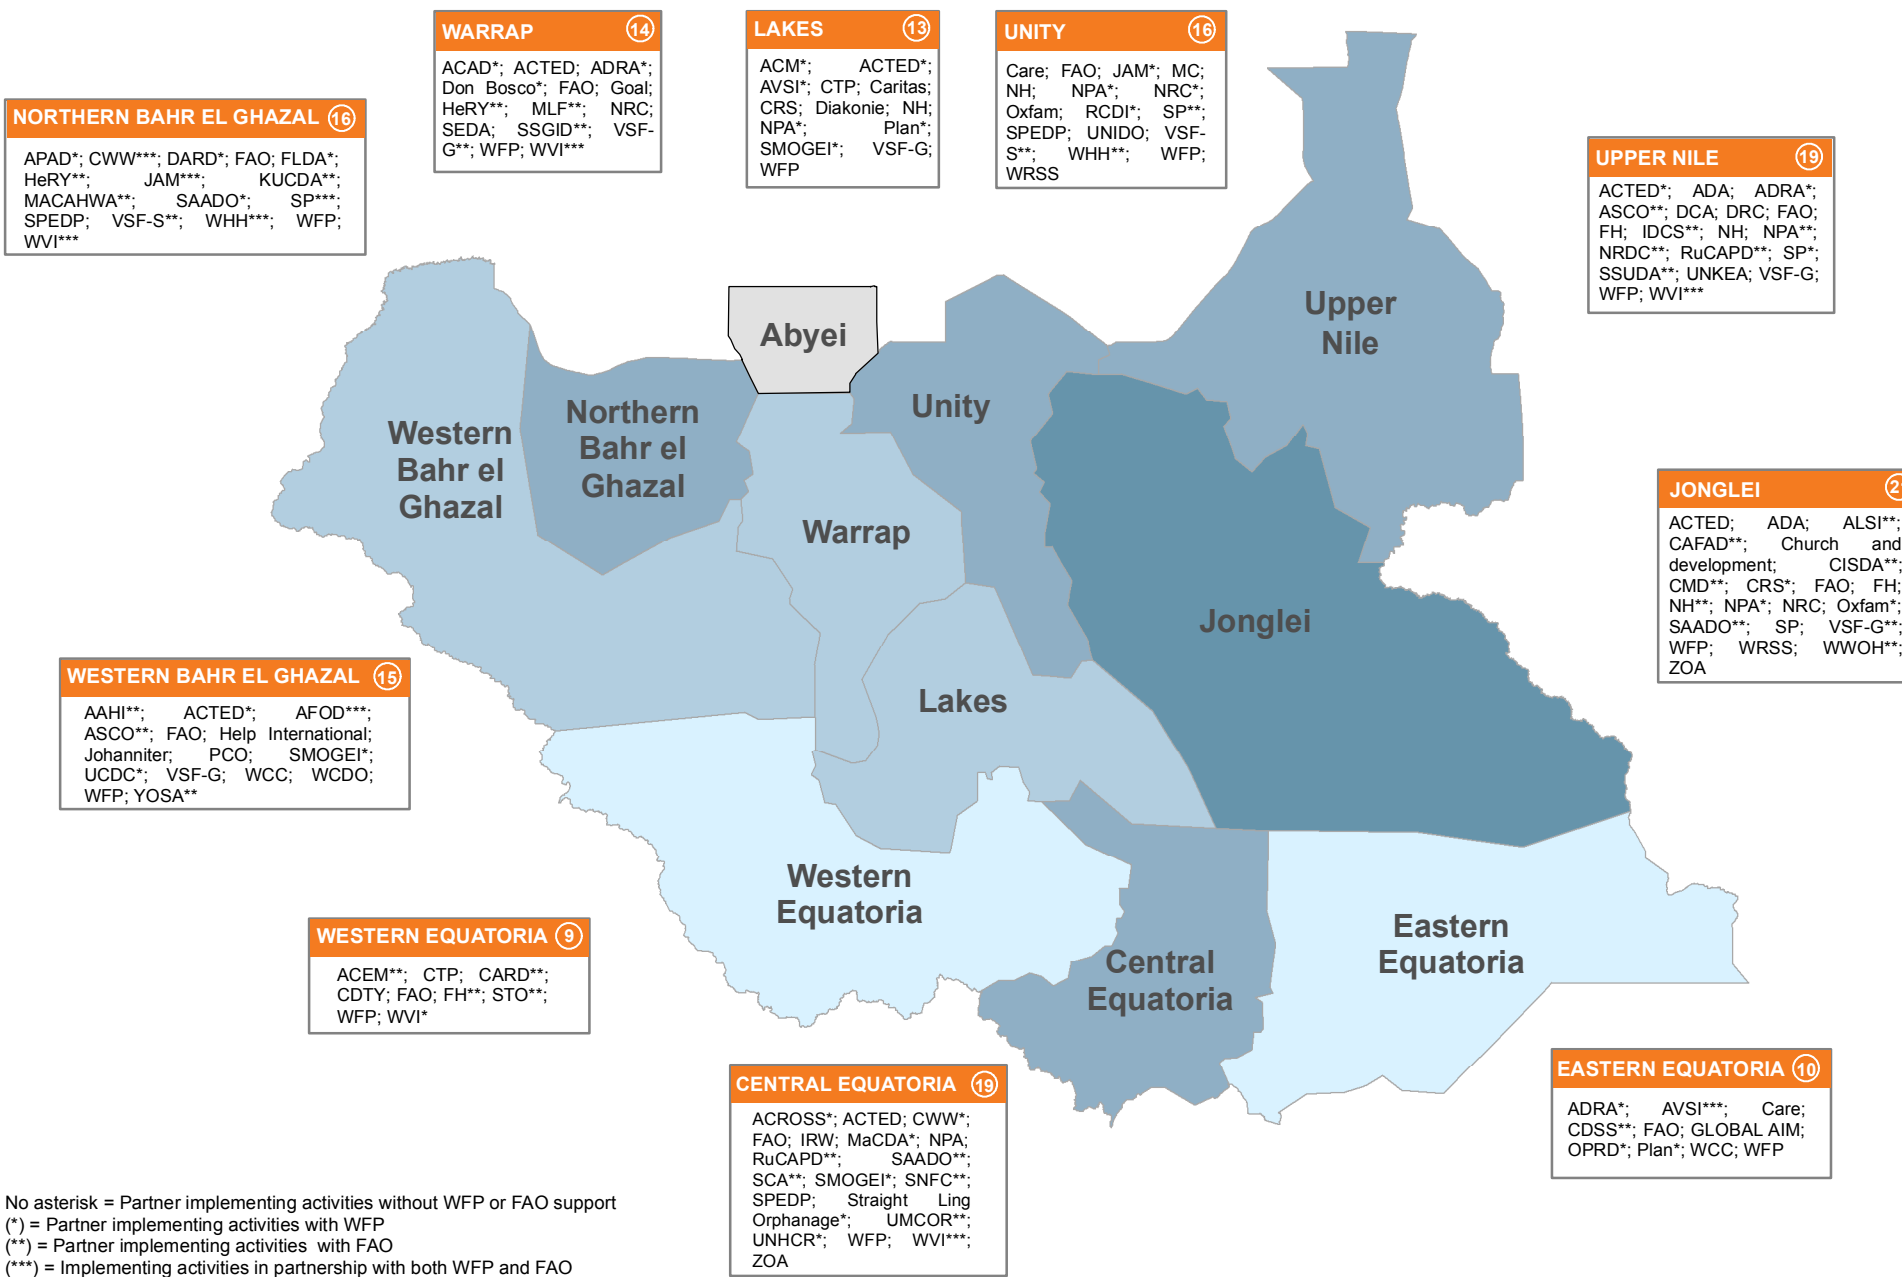 WARRAP 14
ACAD*; ACTED; ADRA*;
Don Bosco*; FAO; Goal;
HeRY**; MLF**; NRC;
SEDA; SSGID**; VSF-
G**; WFP; WVI***
LAKES 13
ACM*; ACTED*;
AVSI*; CTP; Caritas;
CRS; Diakonie; NH;
NPA*; Plan*;
SMOGEI*; VSF-G;
WFP
UNITY 16
Care; FAO; JAM*; MC;
NH; NPA*; NRC*;
Oxfam; RCDI*; SP**;
SPEDP; UNIDO; VSF-
S**; WHH**; WFP;
WRSS
NORTHERN BAHR EL GHAZAL 16
APAD*; CWW***; DARD*; FAO; FLDA*;
HeRY**; JAM***; KUCDA**;
MACAHWA**; SAADO*; SP***;
SPEDP; VSF-S**; WHH***; WFP;
WVI***
UPPER NILE 19
ACTED*; ADA; ADRA*;
ASCO**; DCA; DRC; FAO;
FH; IDCS**; NH; NPA**;
NRDC**; RuCAPD**; SP*;
SSUDA**; UNKEA; VSF-G;
WFP; WVI***
Abyei
Upper
Nile
Unity
Northern
Bahr el
Ghazal
Western
Bahr el
Ghazal
Warrap
Jonglei
Lakes
Western
Equatoria
Central
Equatoria
Eastern
Equatoria
JONGLEI
ACTED; ADA; ALSI**;
CAFAD**; Church and
development; CISDA**;
CMD**; CRS*; FAO; FH;
NH**; NPA*; NRC; Oxfam*;
SAADO**; SP; VSF-G**;
WFP; WRSS; WWOH**;
ZOA
WESTERN BAHR EL GHAZAL 15
AAHI**; ACTED*; AFOD***;
ASCO**; FAO; Help International;
Johanniter; PCO; SMOGEI*;
UCDC*; VSF-G; WCC; WCDO;
WFP; YOSA**
WESTERN EQUATORIA 9
ACEM**; CTP; CARD**;
CDTY; FAO; FH**; STO**;
WFP; WVI*
CENTRAL EQUATORIA 19
ACROSS*; ACTED; CWW*;
FAO; IRW; MaCDA*; NPA;
RuCAPD**; SAADO**;
SCA**; SMOGEI*; SNFC**;
SPEDP; Straight Ling
Orphanage*; UMCOR**;
UNHCR*; WFP; WVI***;
ZOA
EASTERN EQUATORIA 10
ADRA*; AVSI***; Care;
CDSS**; FAO; GLOBAL AIM;
OPRD*; Plan*; WCC; WFP
No asterisk = Partner implementing activities without WFP or FAO support
(*) = Partner implementing activities with WFP
(**) = Partner implementing activities with FAO
(***) = Implementing activities in partnership with both WFP and FAO